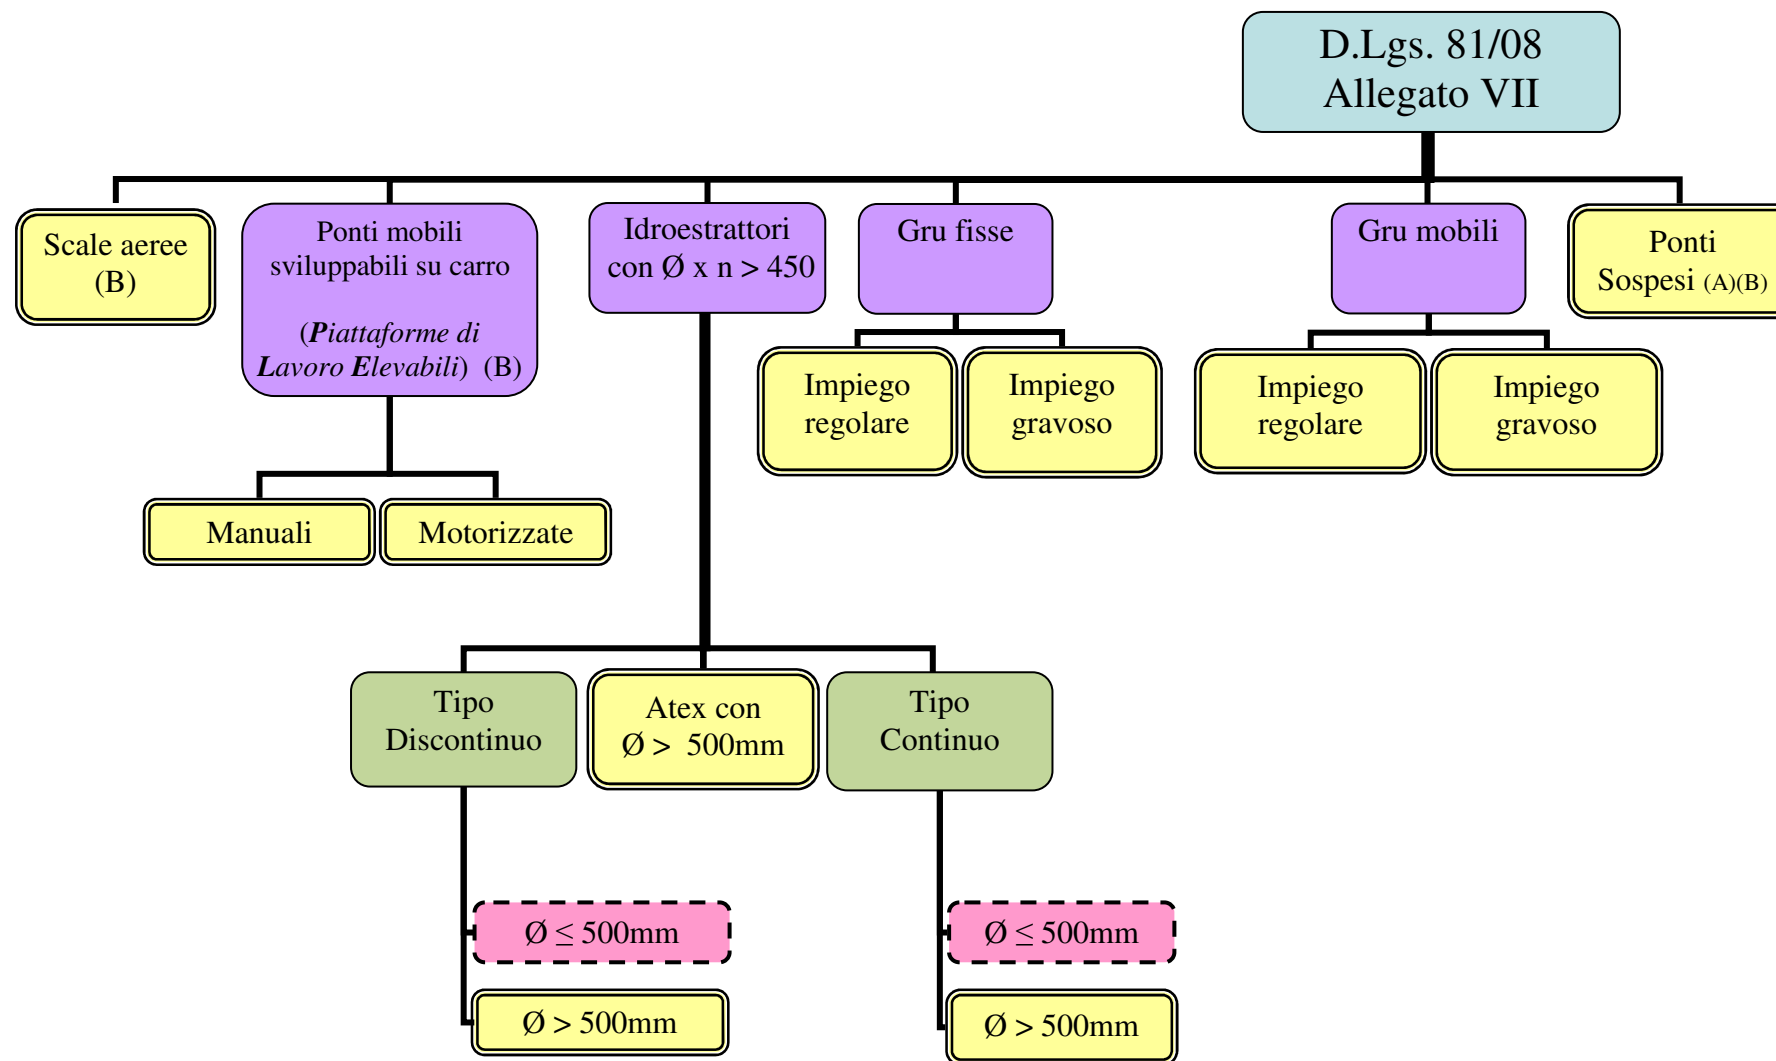 D.Lgs. 81/08
Allegato VII
Scale aeree
(B)
Ponti mobili
sviluppabili su carro
(Piattaforme di
Lavoro Elevabili) (B)
Idroestrattori
con Ø x n > 450
Gru fisse
Gru mobili
Ponti
Sospesi (A)(B)
Impiego
regolare
Impiego
gravoso
Impiego
regolare
Impiego
gravoso
Manuali
Motorizzate
Tipo
Discontinuo
Atex con
Ø > 500mm
Tipo
Continuo
Ø ≤ 500mm
Ø ≤ 500mm
Ø > 500mm
Ø > 500mm